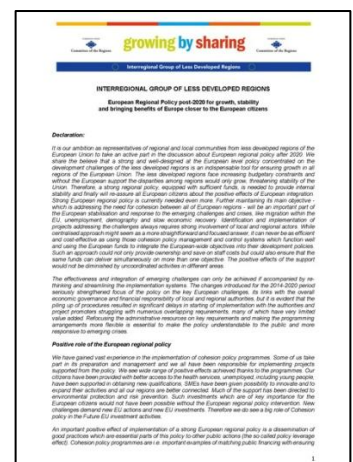 growing by sharing
Committee of the Regions
Committee of the Regions
Interregional Group of Less Developed Regions
INTERREGIONAL GROUP OF LESS DEVELOPED REGIONS
European Regional Policy post-2020 for growth, stability
and bringing benefits of Europe closer to the European citizens
Declaration:
It is our ambition as representatives of regional and local communities from less developed regions of the
European Union to take an active part in the discussion about European regional policy after 2020. We
share the believe that a strong and well-designed at the European level policy concentrated on the
development challenges of the less developed regions is an indispensable tool for ensuring growth in all
regions of the European Union. The less developed regions face increasing budgetary constraints and
without the European support the disparities among regions would only grow, threatening stability of the
Union. Therefore, a strong regional policy, equipped with sufficient funds, is needed to provide internal
stability and finally will re-assure all European citizens about the positive effects of European integration.
Strong European regional policy is currently needed even more. Furthering its main objective -
which is addressing the need for cohesion between all of European regions - will be an important part of
the European stabilisation and response to the emerging challenges and crises, like migration within the
EU, unemployment, demography and slow economic recovery. Identification and implementation of
projects addressing the challenges always requires strong involvement of local and regional actors. While
centralised approach might seem as a more straightforward and focused answer, it can never be as efficient
and cost-effective as using those cohesion policy management and control systems which function well
and using the European funds to integrate the European-wide objectives into their development policies.
Such an approach could not only provide ownership and save on staff costs but could also ensure that the
same funds can deliver simultaneously on more than one objective. The positive effects of the support
would not be diminished by uncoordinated activities in different areas.
The effectiveness and integration of emerging challenges can only be achieved if accompanied by re-
thinking and streamlining the implementation systems. The changes introduced for the 2014-2020 period
seriously strengthened focus of the policy on the key European challenges, its links with the overall
economic governance and financial responsibility of local and regional authorities, but it is evident that the
piling up of procedures resulted in significant delays in starting of implementation with the authorities and
project promoters struggling with numerous overlapping requirements, many of which have very limited
value added. Refocusing the administrative resources on key requirements and making the programming
arrangements more flexible is essential to make the policy understandable to the public and more
responsive to emerging crises.
Positive role of the European regional policy
We have gained vast experience in the implementation of cohesion policy programmes. Some of us take
part in its preparation and management and we all have been responsible for implementing projects
supported from the policy. We see wide range of positive effects achieved thanks to the programmes. Our
citizens have been provided with better access to the health services, unemployed, including young people,
have been supported in obtaining new qualifications, SMEs have been given possibility to innovate and to
expand their activities and all our regions are better connected. Much of the support has been directed to
environmental protection and risk prevention. Such investments which are of key importance for the
European citizens would not have been possible without the European regional policy intervention. New
challenges demand new EU actions and new EU investments. Therefore we do see a big role of Cohesion
policy in the Future EU investment activities.
An important positive effect of implementation of a strong European regional policy is a dissemination of
good practices which are essential parts of this policy to other public actions (the so called policy leverage
effect). Cohesion policy programmes are i.e. important examples of matching public financing with ensuring
1